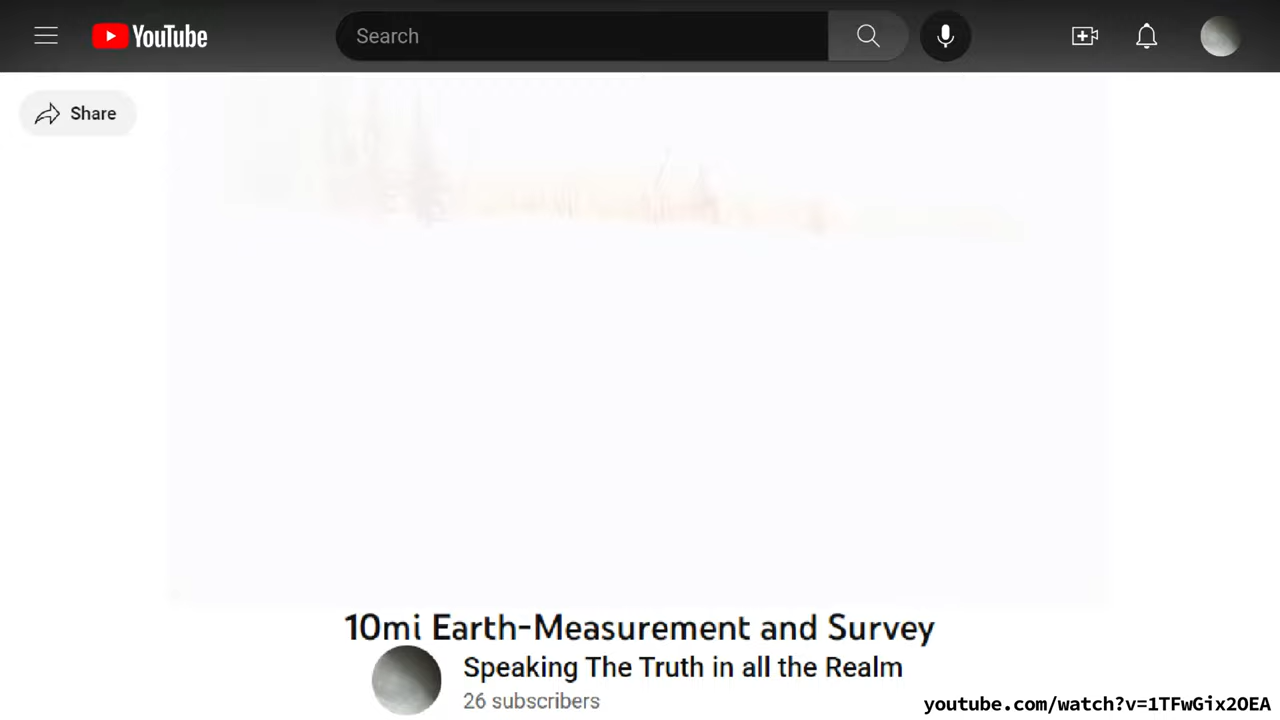 YouTube
Search
Share
10mi Earth-Measurement and Survey
Speaking The Truth in all the Realm
26 subscribers
youtube.com/watch?v=1TFwGix2OEA